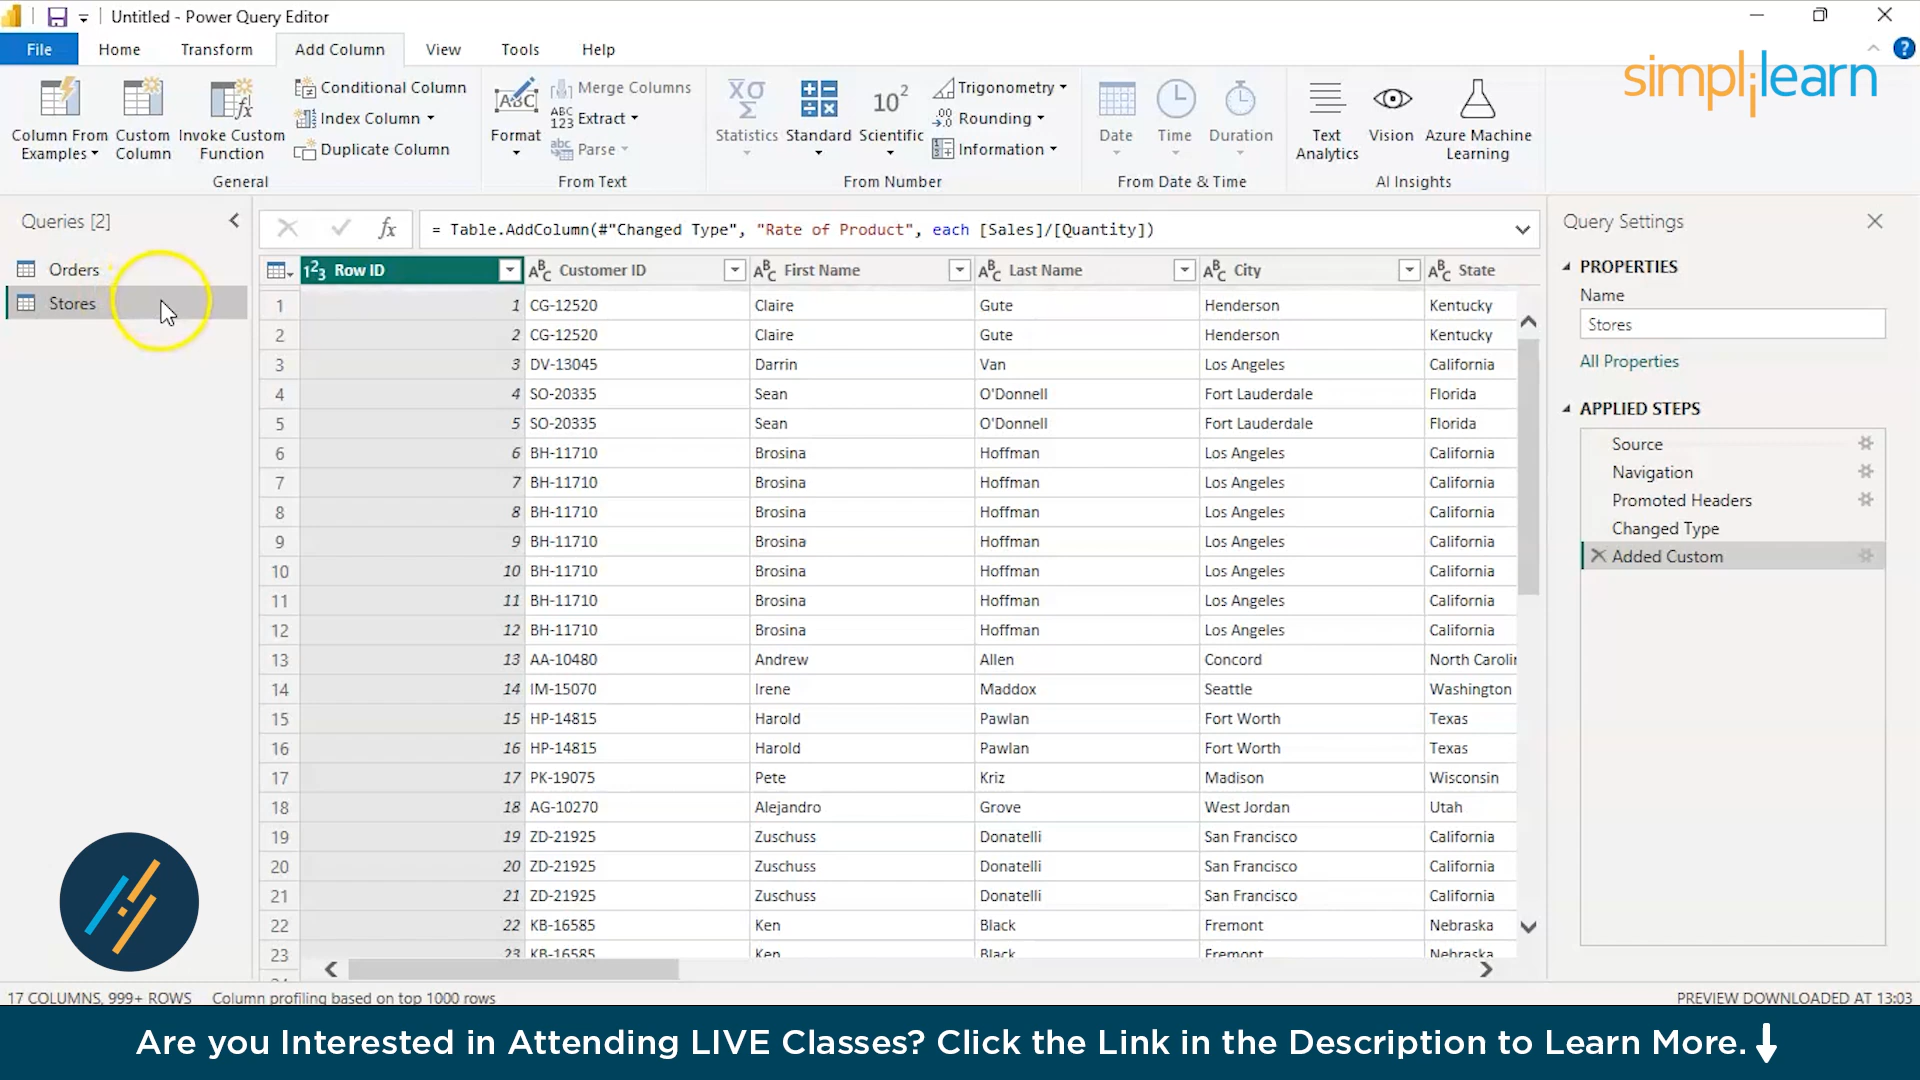 Untitled - Power Query Editor
File Home Transform Add Column View Tools Help
simplilearn
Column From Examples
Custom Column
Invoke Custom Function
Conditional Column
Index Column
Duplicate Column
General
Format
Merge Columns
Extract
Parse
From Text
Statistics
Standard
Scientific
Trigonometry
Rounding
Information
From Number
Date
Time
Duration
From Date & Time
Text Analytics
Vision
Azure Machine Learning
AI Insights
Queries [2]
Orders
Stores
= Table.AddColumn(#"Changed Type", "Rate of Product", each [Sales]/[Quantity])
Row ID Customer ID First Name Last Name City State
1 1 CG-12520 Claire Gute Henderson Kentucky
2 2 CG-12520 Claire Gute Henderson Kentucky
3 3 DV-13045 Darrin Van Los Angeles California
4 4 SO-20335 Sean O'Donnell Fort Lauderdale Florida
5 5 SO-20335 Sean O'Donnell Fort Lauderdale Florida
6 6 BH-11710 Brosina Hoffman Los Angeles California
7 7 BH-11710 Brosina Hoffman Los Angeles California
8 8 BH-11710 Brosina Hoffman Los Angeles California
9 9 BH-11710 Brosina Hoffman Los Angeles California
10 10 BH-11710 Brosina Hoffman Los Angeles California
11 11 BH-11710 Brosina Hoffman Los Angeles California
12 12 BH-11710 Brosina Hoffman Los Angeles California
13 13 AA-10480 Andrew Allen Concord North Caroli
14 14 IM-15070 Irene Maddox Seattle Washington
15 15 HP-14815 Harold Pawlan Fort Worth Texas
16 16 HP-14815 Harold Pawlan Fort Worth Texas
17 17 PK-19075 Pete Kriz Madison Wisconsin
18 18 AG-10270 Alejandro Grove West Jordan Utah
19 19 ZD-21925 Zuschuss Donatelli San Francisco California
20 20 ZD-21925 Zuschuss Donatelli San Francisco California
21 21 ZD-21925 Zuschuss Donatelli San Francisco California
22 22 KB-16585 Ken Black Fremont Nebraska
23 23 KB-16585 Ken Black Fremont Nebraska
Query Settings
PROPERTIES
Name
Stores
All Properties
APPLIED STEPS
Source
Navigation
Promoted Headers
Changed Type
Added Custom
17 COLUMNS, 999+ ROWS Column profiling based on top 1000 rows
PREVIEW DOWNLOADED AT 13:03
Are you Interested in Attending LIVE Classes? Click the Link in the Description to Learn More.